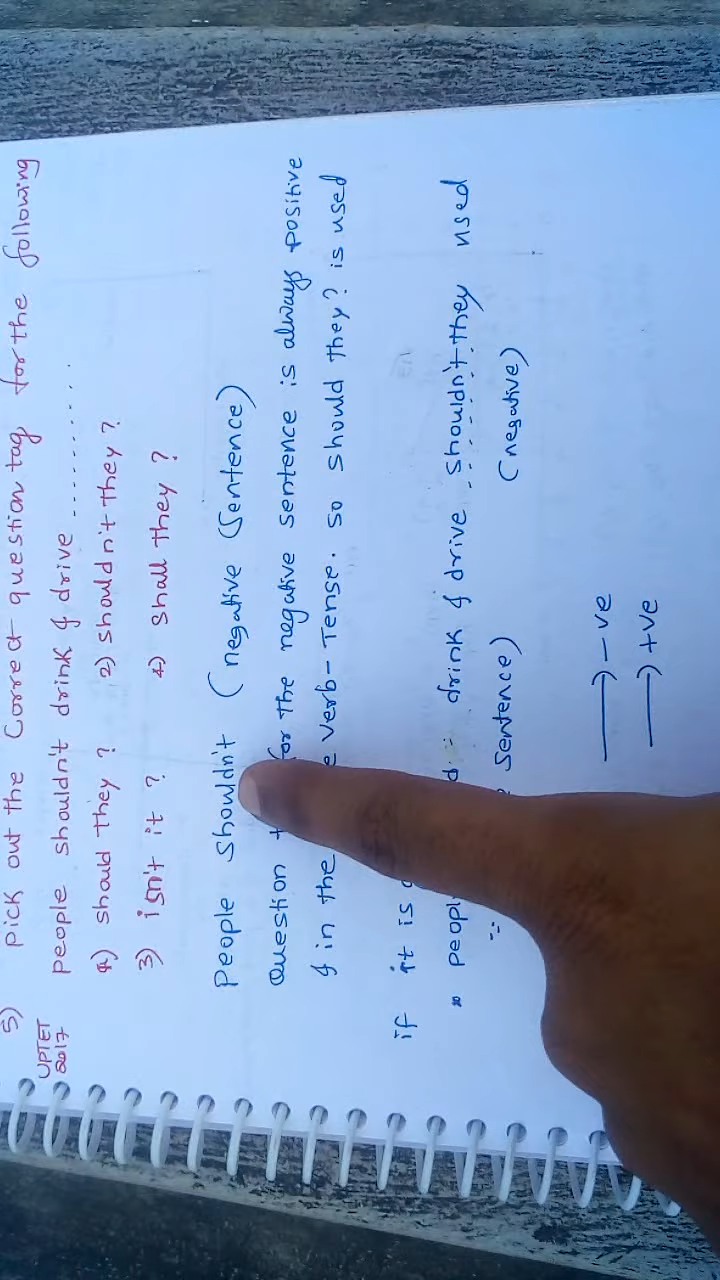 5) pick out the correct question tag for the following
UPTET
2017
people shouldn't drink & drive ..........
1) should they ? 2) shouldn't they ?
3) isn't it ? 4) shall they ?
People shouldn't (negative sentence)
Question for the negative sentence is always positive
& in the verb-Tense. so should they? is used
if it is
drink & drive shouldn't they used
sentence) (negative)
-ve
+ve